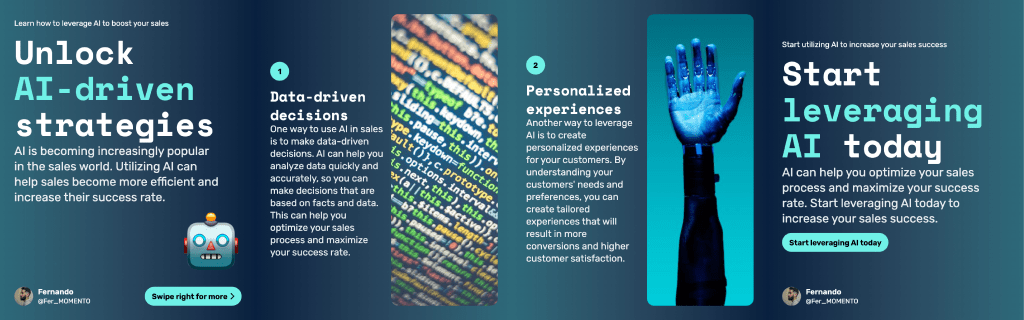 Learn how to leverage AI to boost your sales
Unlock
AI-driven
strategies
AI is becoming increasingly popular
in the sales world. Utilizing AI can
help sales become more efficient and
increase their success rate.
Fernando
@Fer_MOMENTO
Swipe right for more >
1
Data-driven
decisions
One way to use AI in sales
is to make data-driven
decisions. AI can help you
analyze data quickly and
accurately, so you can
make decisions that are
based on facts and data.
This can help you
optimize your sales
process and maximize
your success rate.
2
Personalized
experiences
Another way to leverage
AI is to create
personalized experiences
for your customers. By
understanding your
customers' needs and
preferences, you can
create tailored
experiences that will
result in more
conversions and higher
customer satisfaction.
Start utilizing AI to increase your sales success
Start
leveraging
AI today
AI can help you optimize your sales
process and maximize your success
rate. Start leveraging AI today to
increase your sales success.
Start leveraging AI today
Fernando
@Fer_MOMENTO